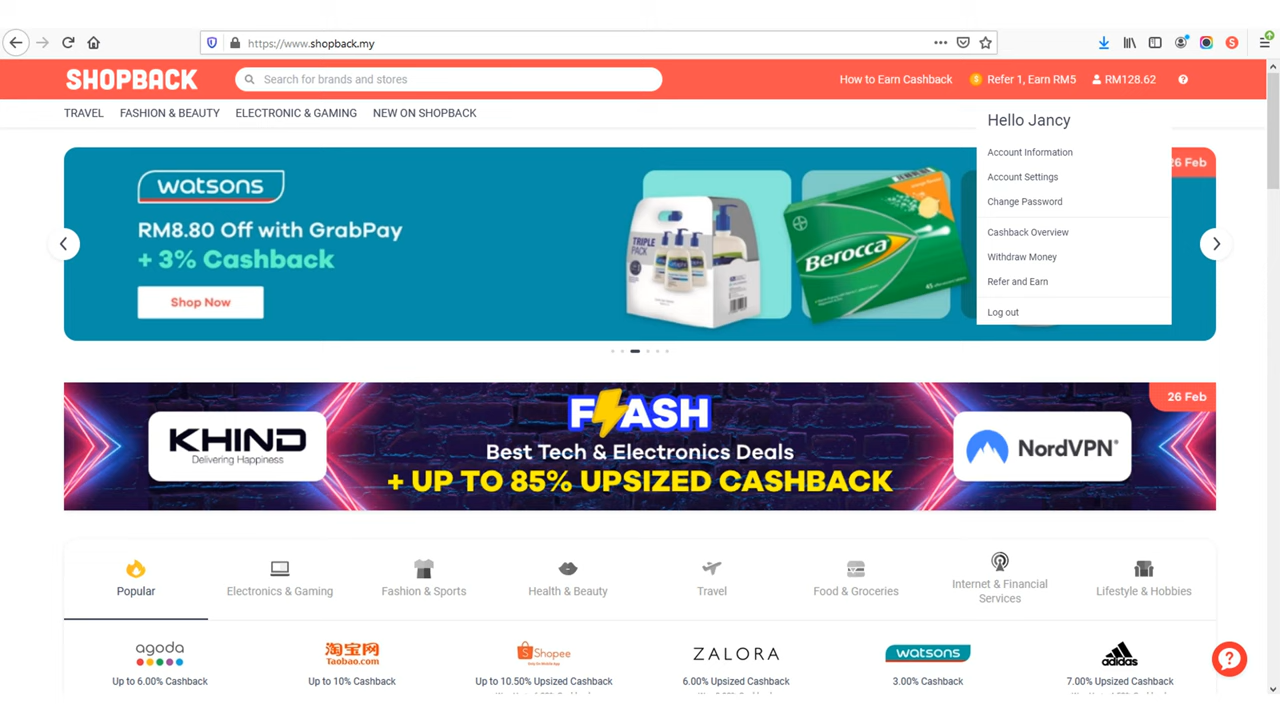 https://www.shopback.my
SHOPBACK
Search for brands and stores
How to Earn Cashback
Refer 1, Earn RM5
RM128.62
TRAVEL
FASHION & BEAUTY
ELECTRONIC & GAMING
NEW ON SHOPBACK
Hello Jancy
Account Information
Account Settings
Change Password
Cashback Overview
Withdraw Money
Refer and Earn
Log out
26 Feb
watsons
RM8.80 Off with GrabPay
+ 3% Cashback
Shop Now
TRIPLE
PACK
Berocca
BAYER
26 Feb
KHIND
Delivering Happiness
FLASH
Best Tech & Electronics Deals
+ UP TO 85% UPSIZED CASHBACK
NordVPN®
Popular
Electronics & Gaming
Fashion & Sports
Health & Beauty
Travel
Food & Groceries
Internet & Financial
Services
Lifestyle & Hobbies
agoda
Up to 6.00% Cashback
淘宝网
Taobao.com
Up to 10% Cashback
Shopee
Up to 10.50% Upsized Cashback
ZALORA
6.00% Upsized Cashback
watsons
3.00% Cashback
adidas
7.00% Upsized Cashback